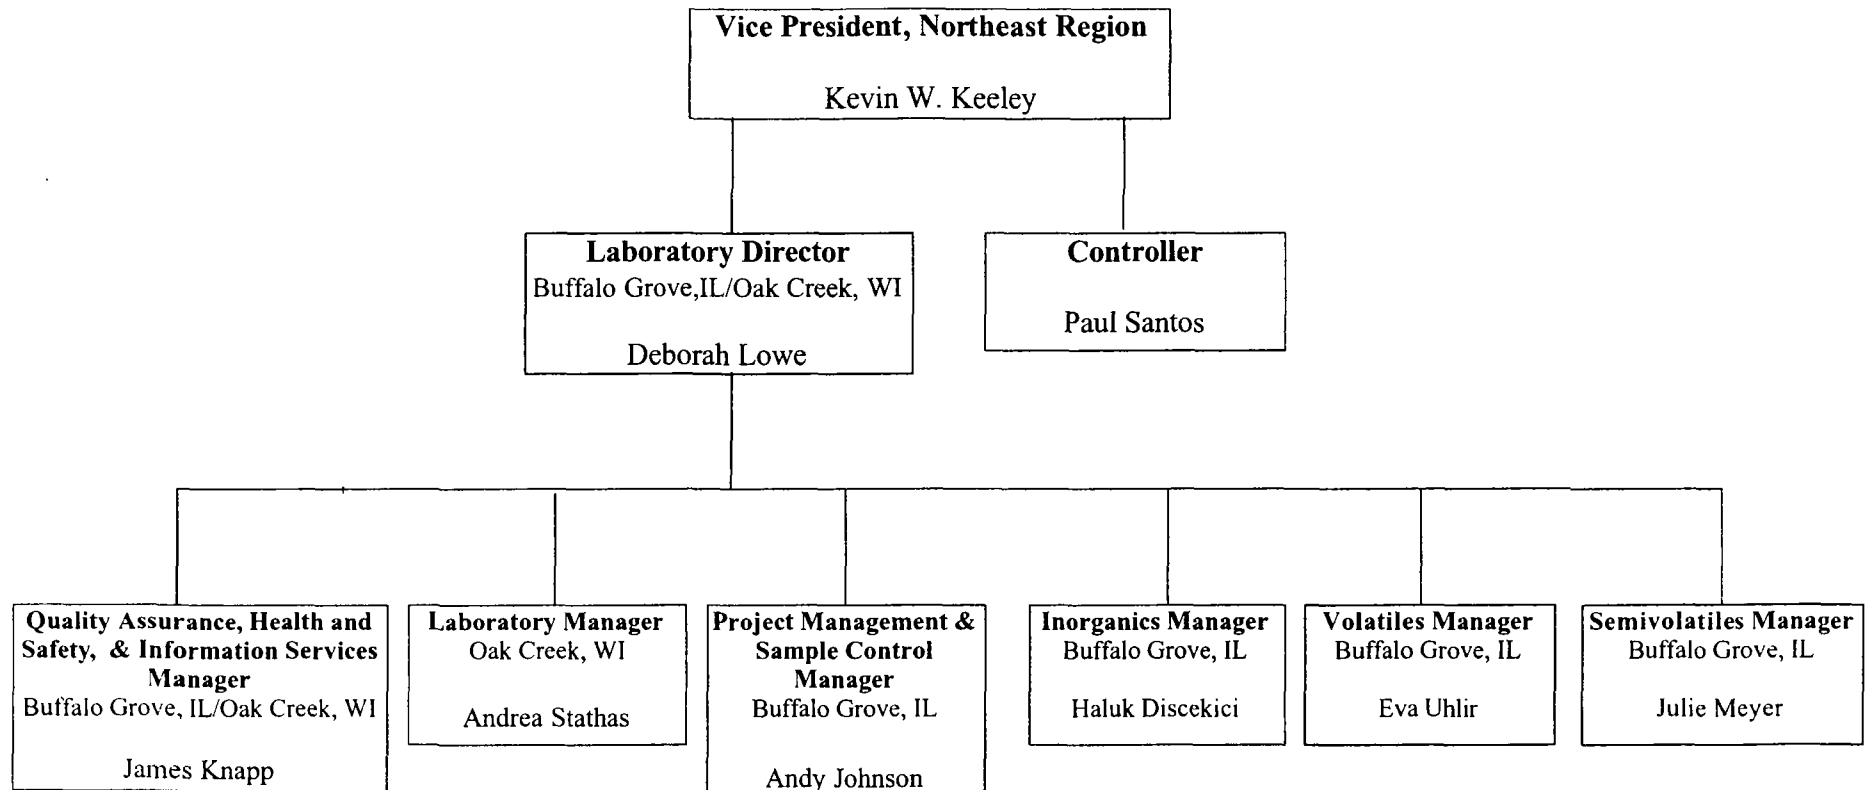 Vice President, Northeast Region
Kevin W. Keeley
Laboratory Director
Buffalo Grove,IL/Oak Creek, WI
Deborah Lowe
Controller
Paul Santos
Quality Assurance, Health and
Safety, & Information Services
Manager
Buffalo Grove, IL/Oak Creek, WI
James Knapp
Laboratory Manager
Oak Creek, WI
Andrea Stathas
Project Management &
Sample Control
Manager
Buffalo Grove, IL
Andy Johnson
Inorganics Manager
Buffalo Grove, IL
Haluk Discekici
Volatiles Manager
Buffalo Grove, IL
Eva Uhlir
Semivolatiles Manager
Buffalo Grove, IL
Julie Meyer